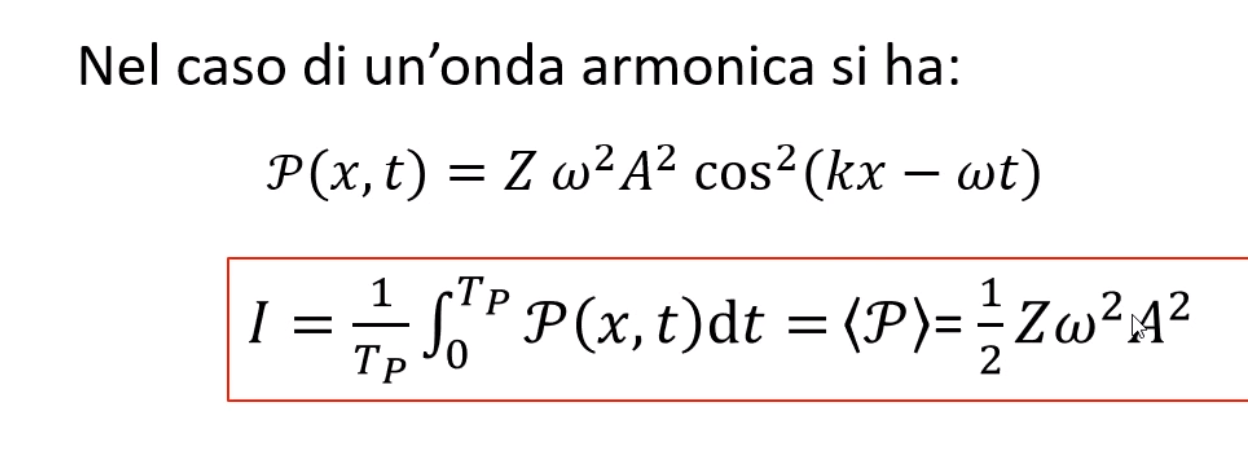 Nel caso di un’onda armonica si ha:
𝒫(x, t) = Z ω²A² cos²(kx − ωt)
I = 1/T_P ∫₀^{T_P} 𝒫(x, t)dt = ⟨𝒫⟩= 1/2 Zω²A²